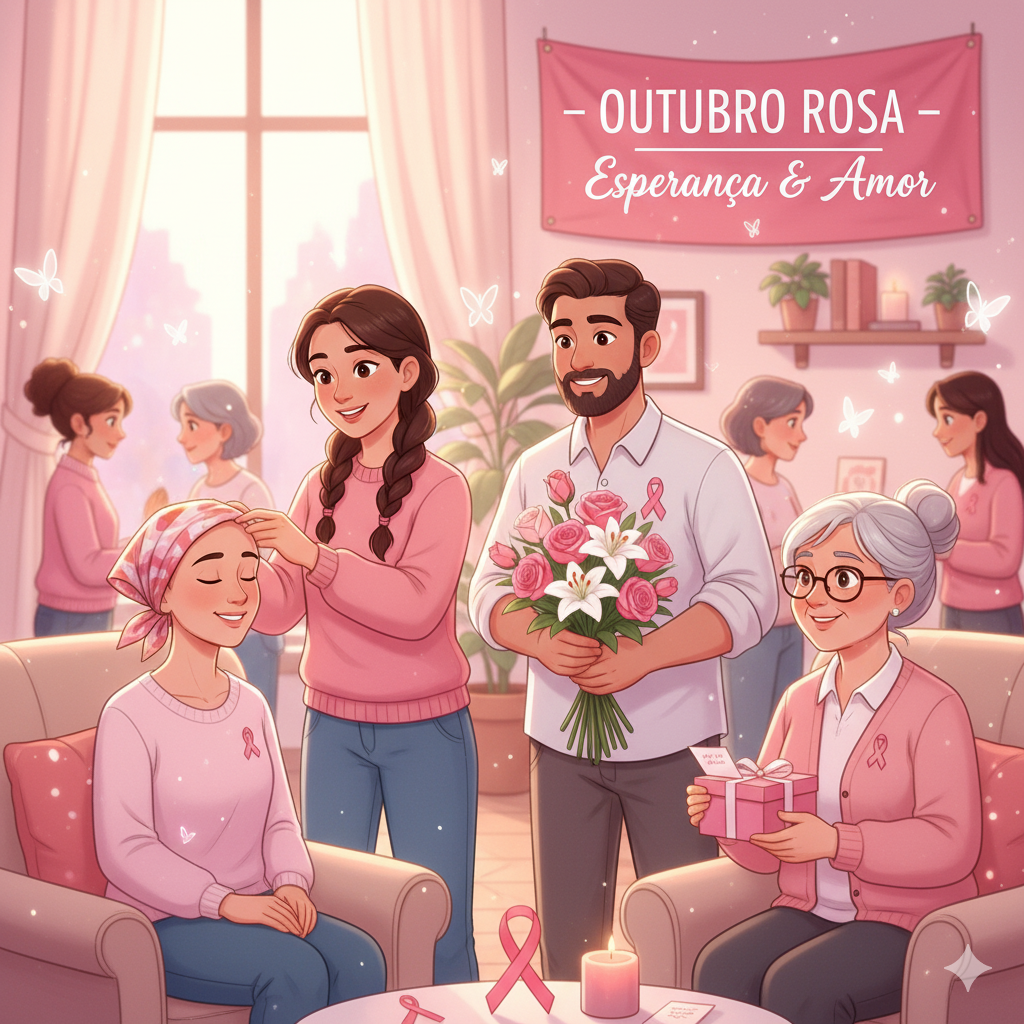 – OUTUBRO ROSA –
Esperança & Amor